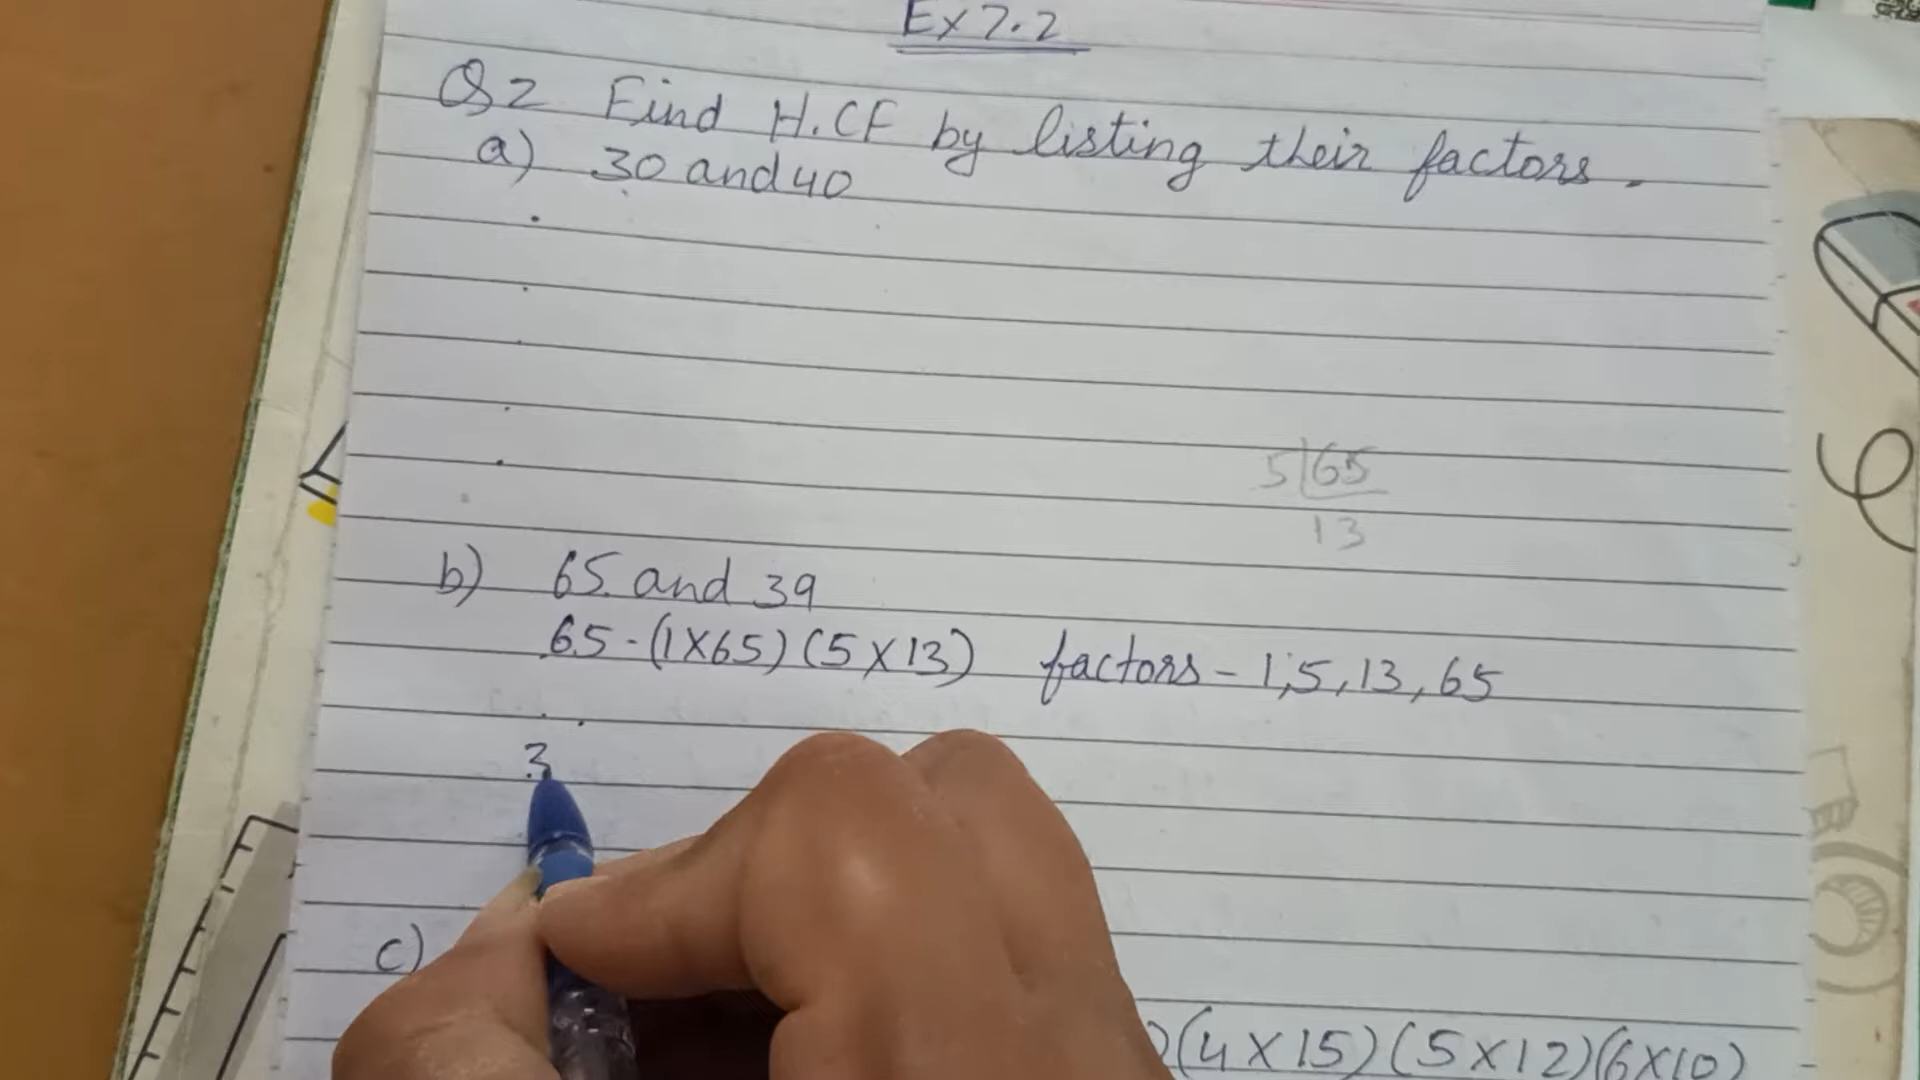 Ex 7.2
Q2 Find H.CF by listing their factors.
a) 30 and 40
5 65
13
b) 65 and 39
65 - (1X65) (5X13) factors - 1,5,13,65
3
c)
)(4X15)(5X12)(6X10)